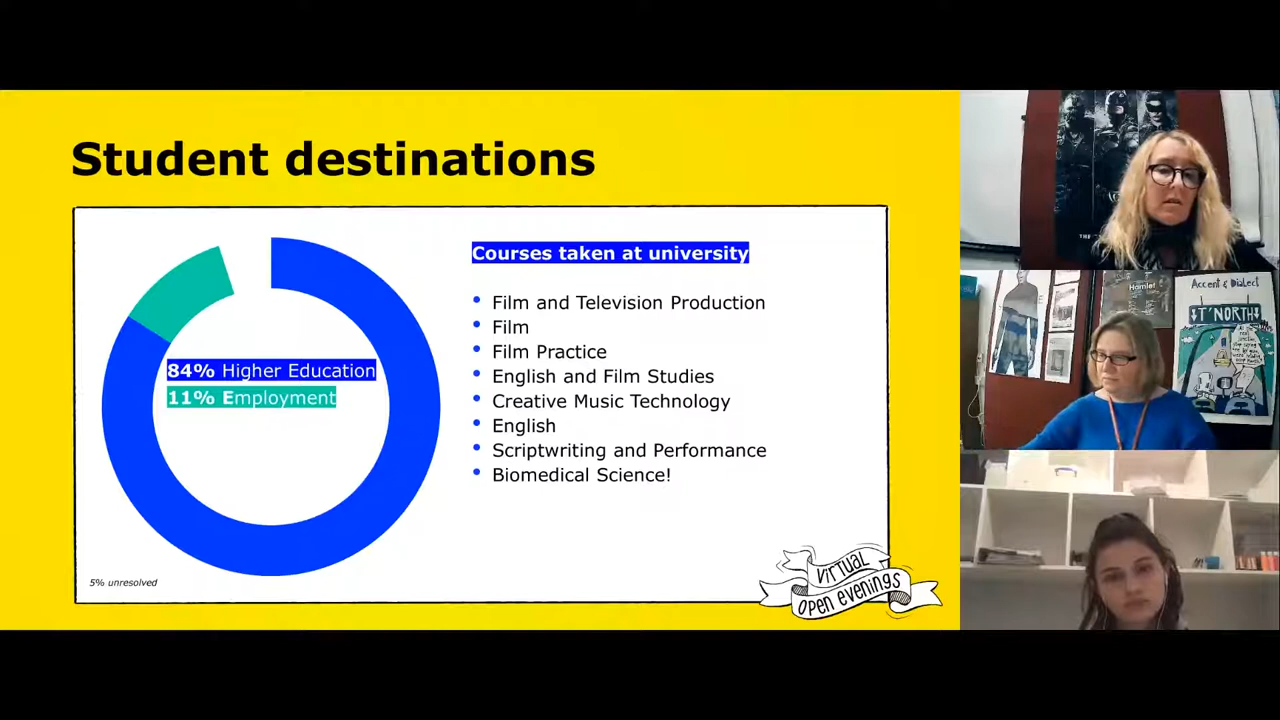 Student destinations
84% Higher Education
11% Employment
5% unresolved
Courses taken at university
Film and Television Production
Film
Film Practice
English and Film Studies
Creative Music Technology
English
Scriptwriting and Performance
Biomedical Science!
VIRTUAL
OPEN EVENINGS
Hamlet
Accent & Dialect
T'NORTH